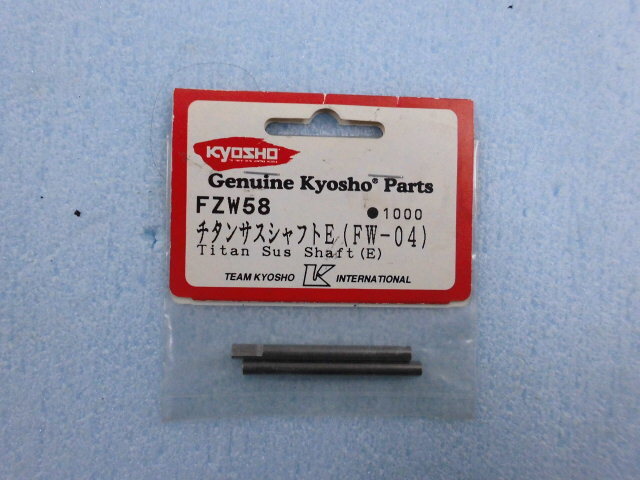 KYOSHO
Genuine Kyosho® Parts
FZW58 ●1000
チタンサスシャフトE(FW-04)
Titan Sus Shaft(E)
TEAM KYOSHO K INTERNATIONAL